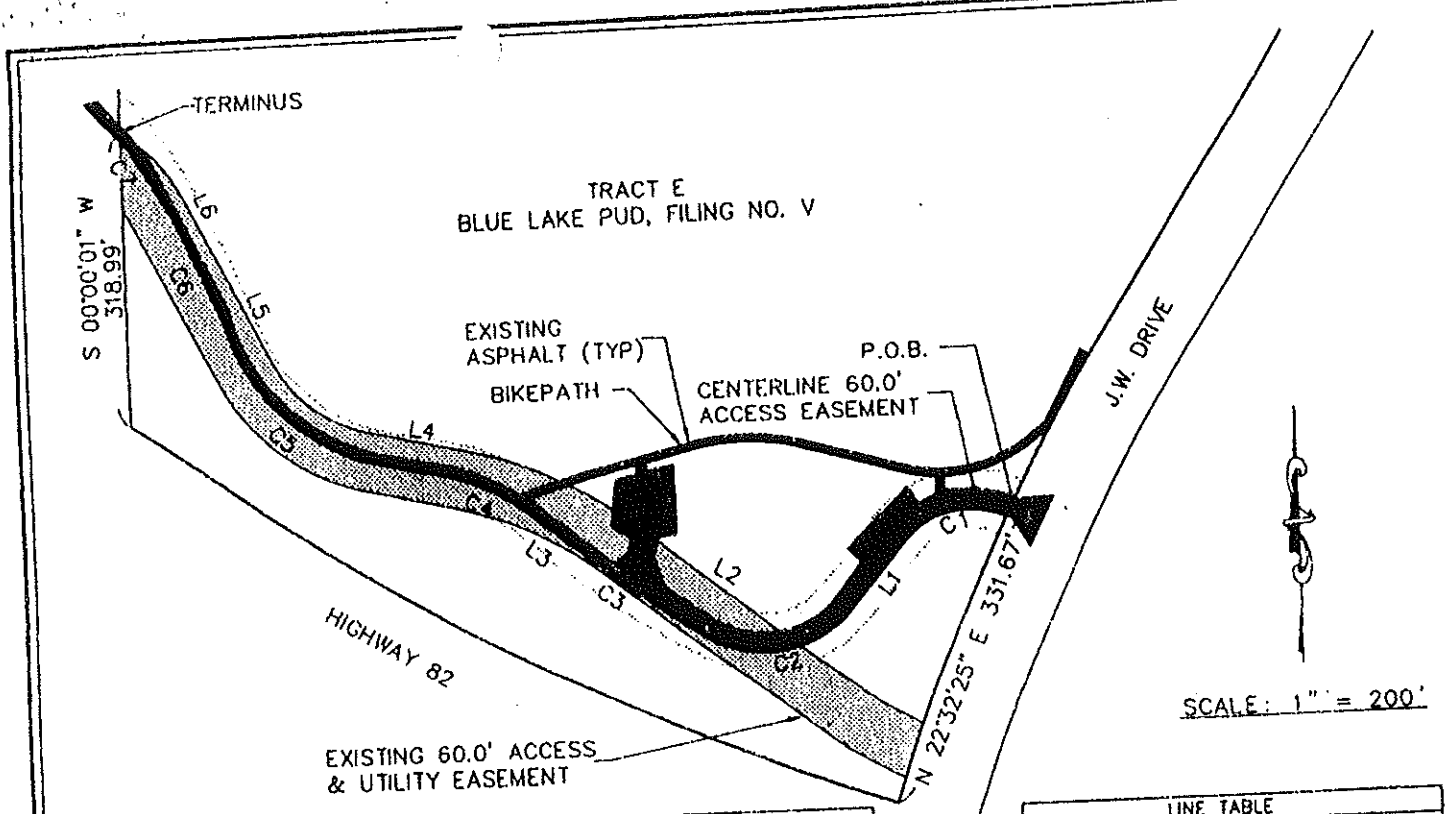 TERMINUS
C7
L6
S 00°00'01" W
318.99'
TRACT E
BLUE LAKE PUD, FILING NO. V
C6
L5
EXISTING
ASPHALT (TYP)
BIKEPATH
P.O.B.
CENTERLINE 60.0'
ACCESS EASEMENT
J.W. DRIVE
L4
C5
C4
L3
C3
L2
C1
L1
C2
N 22°32'25" E 331.67'
HIGHWAY 82
SCALE: 1" = 200'
EXISTING 60.0' ACCESS
& UTILITY EASEMENT
LINE TABLE